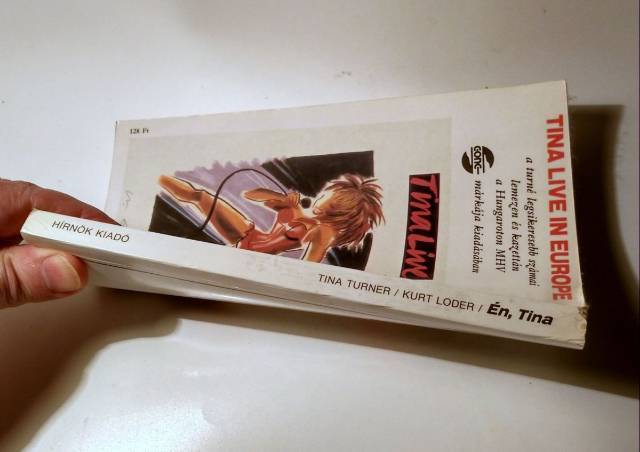 128 Ft
TINA LIVE IN EUROPE
a turné legsikeresebb számai
lemezen és kazettán
a Hungaroton MHV
GONG
márkája kiadásában
Tina Live
HÍRNÖK KIADÓ
TINA TURNER / KURT LODER / Én, Tina